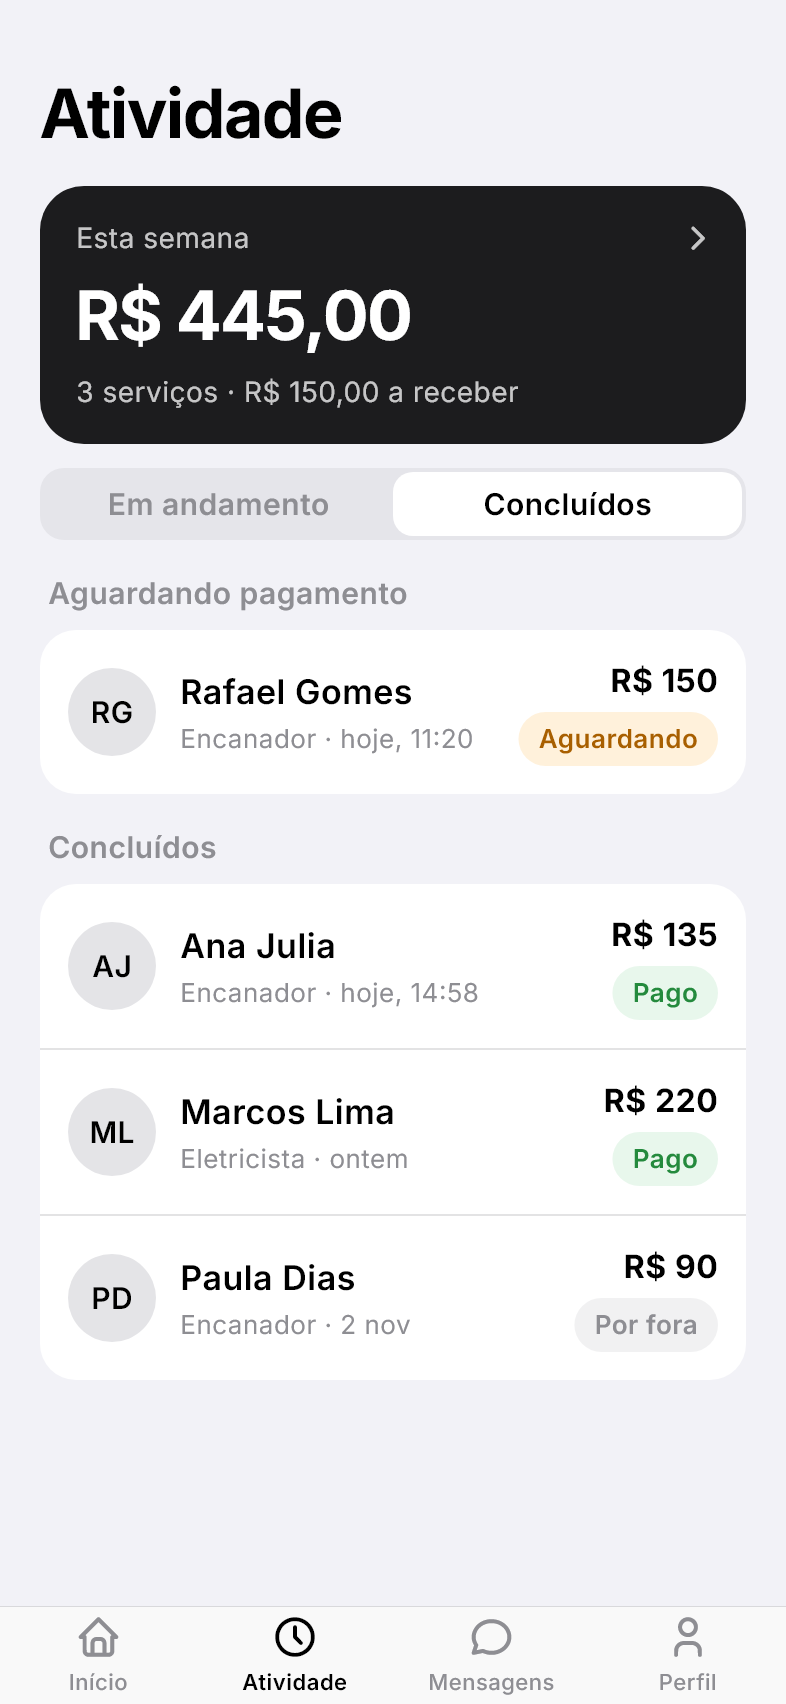 Atividade
Esta semana
R$ 445,00
3 serviços · R$ 150,00 a receber
Em andamento
Concluídos
Aguardando pagamento
RG
Rafael Gomes
Encanador · hoje, 11:20
R$ 150
Aguardando
Concluídos
AJ
Ana Julia
Encanador · hoje, 14:58
R$ 135
Pago
ML
Marcos Lima
Eletricista · ontem
R$ 220
Pago
PD
Paula Dias
Encanador · 2 nov
R$ 90
Por fora
Início
Atividade
Mensagens
Perfil